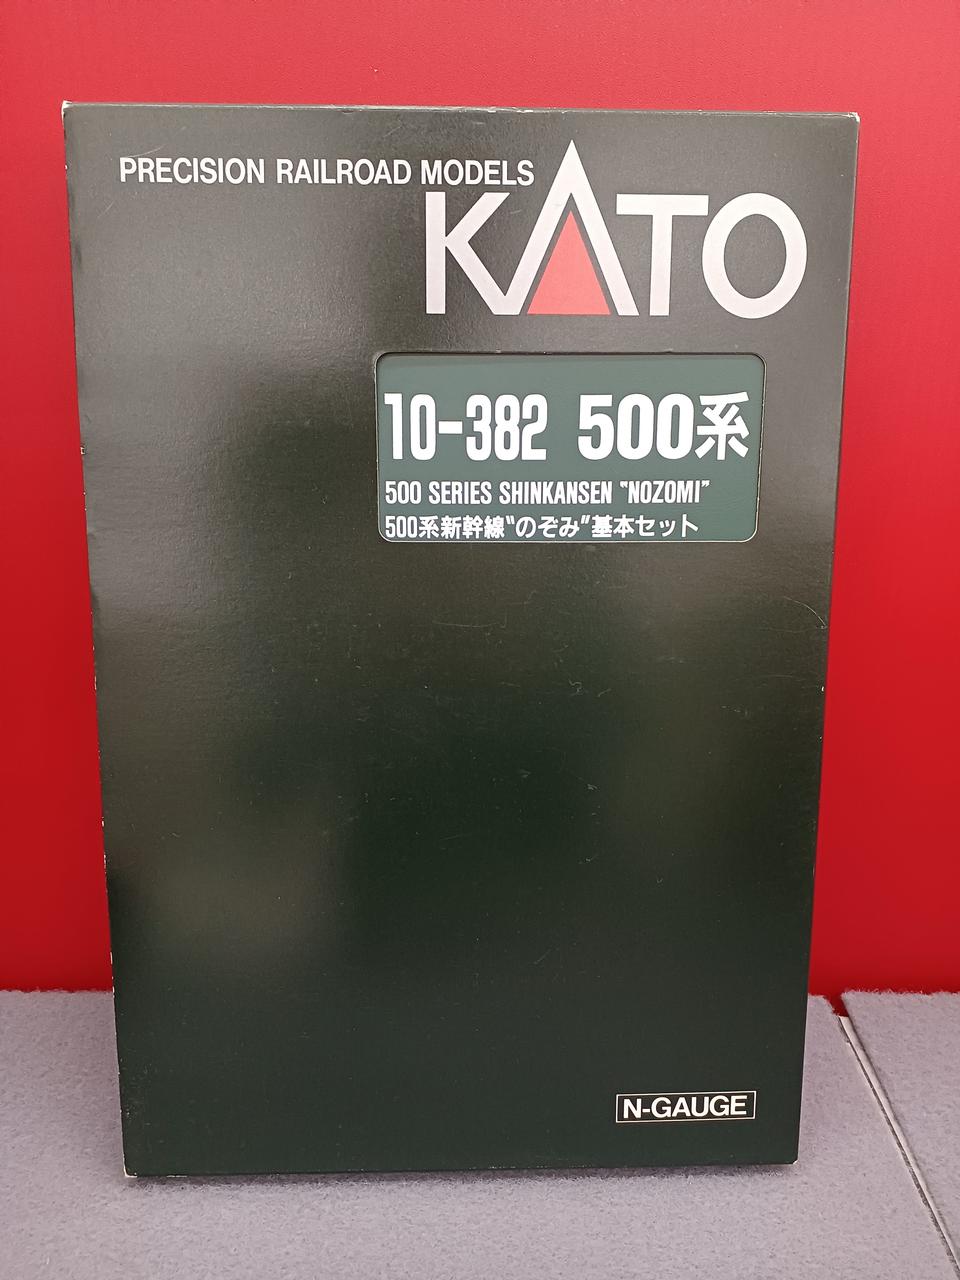 PRECISION RAILROAD MODELS
KATO
10-382 500系
500 SERIES SHINKANSEN "NOZOMI"
500系新幹線"のぞみ"基本セット
N-GAUGE